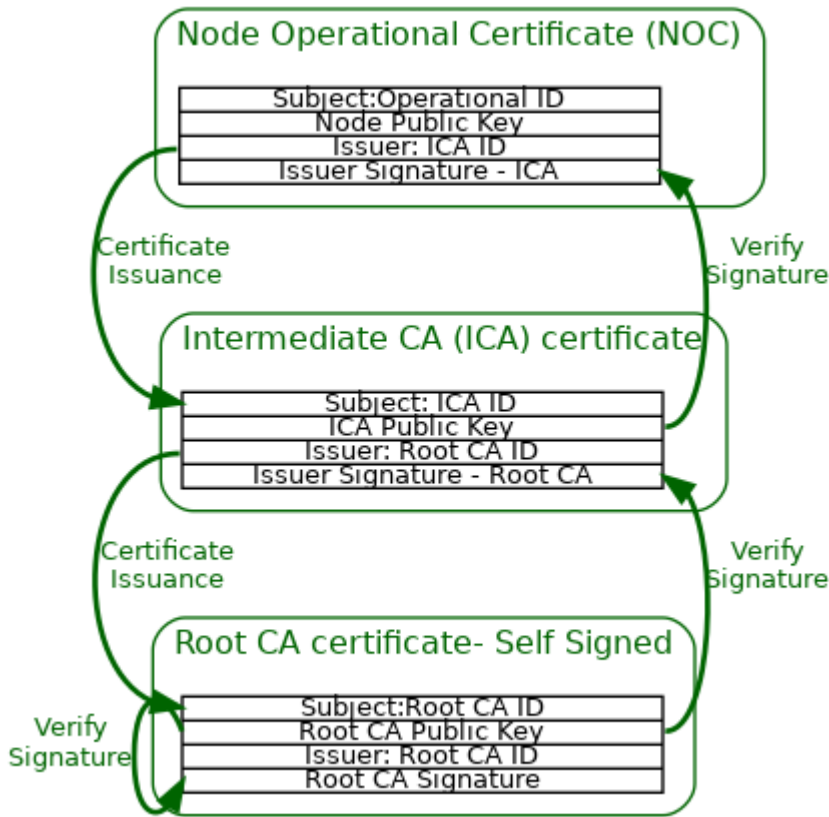 Node Operational Certificate (NOC)
Subject:Operational ID
Node Public Key
Issuer: ICA ID
Issuer Signature - ICA
Certificate
Issuance
Verify
Signature
Intermediate CA (ICA) certificate
Subject: ICA ID
ICA Public Key
Issuer: Root CA ID
Issuer Signature - Root CA
Certificate
Issuance
Verify
Signature
Root CA certificate- Self Signed
Subject:Root CA ID
Root CA Public Key
Issuer: Root CA ID
Root CA Signature
Verify
Signature